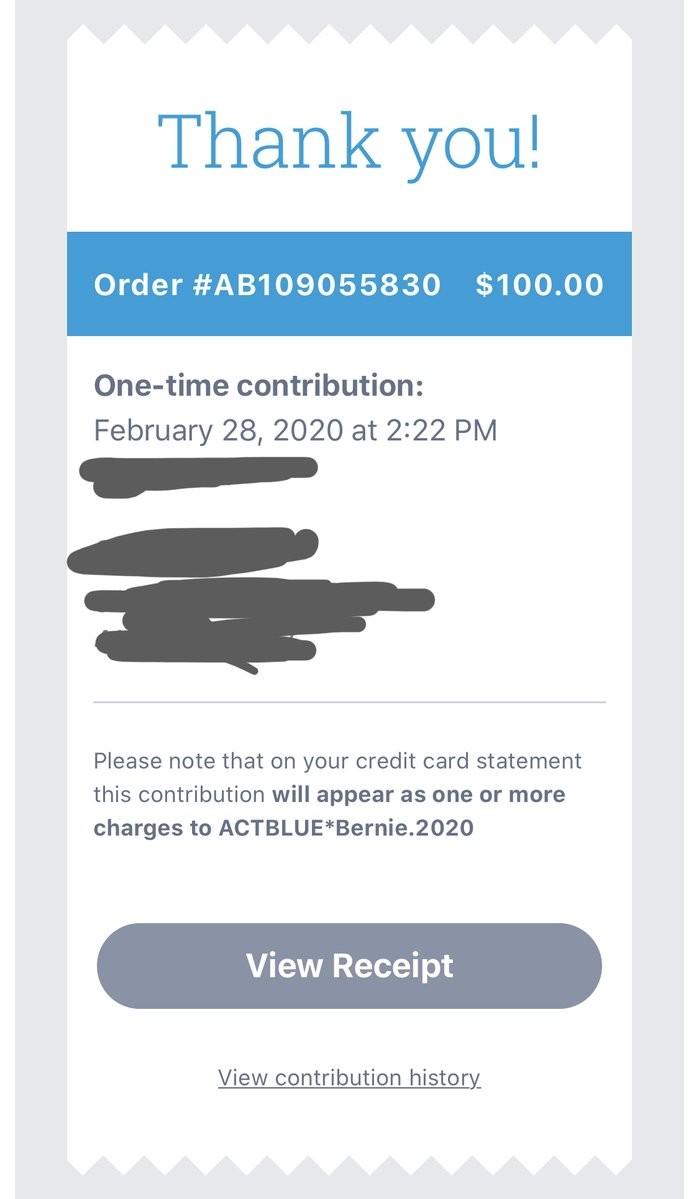 Thank you!
Order #AB109055830 $100.00
One-time contribution:
February 28, 2020 at 2:22 PM
Please note that on your credit card statement
this contribution will appear as one or more
charges to ACTBLUE*Bernie.2020
View Receipt
View contribution history